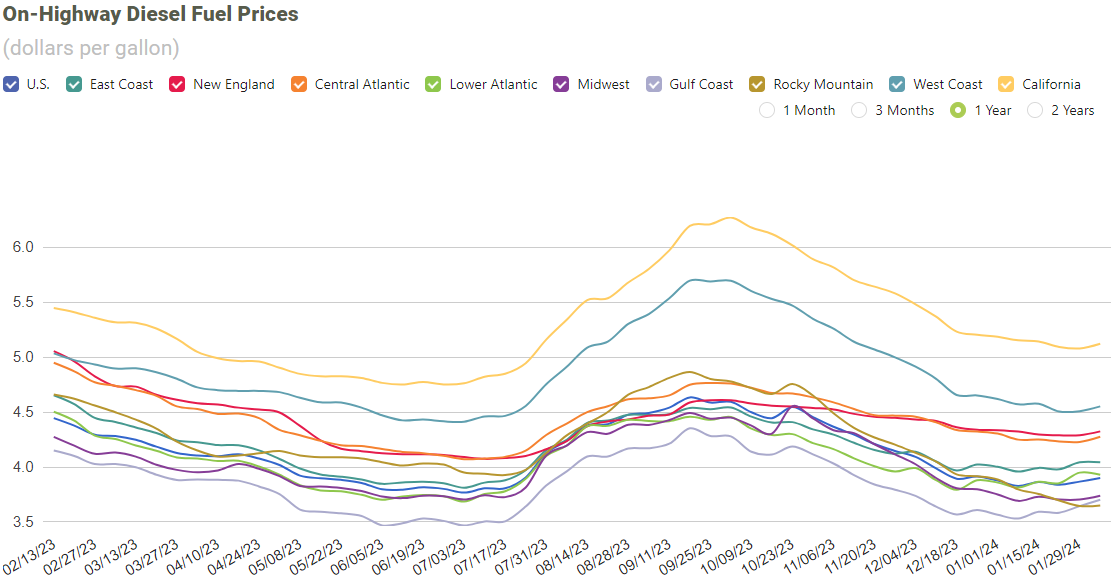 On-Highway Diesel Fuel Prices
(dollars per gallon)
U.S. East Coast New England Central Atlantic Lower Atlantic Midwest Gulf Coast Rocky Mountain West Coast California
1 Month 3 Months 1 Year 2 Years
6.0
5.5
5.0
4.5
4.0
3.5
02/13/23 02/27/23 03/13/23 03/27/23 04/10/23 04/24/23 05/08/23 05/22/23 06/05/23 06/19/23 07/03/23 07/17/23 07/31/23 08/14/23 08/28/23 09/11/23 09/25/23 10/09/23 10/23/23 11/06/23 11/20/23 12/04/23 12/18/23 01/01/24 01/15/24 01/29/24